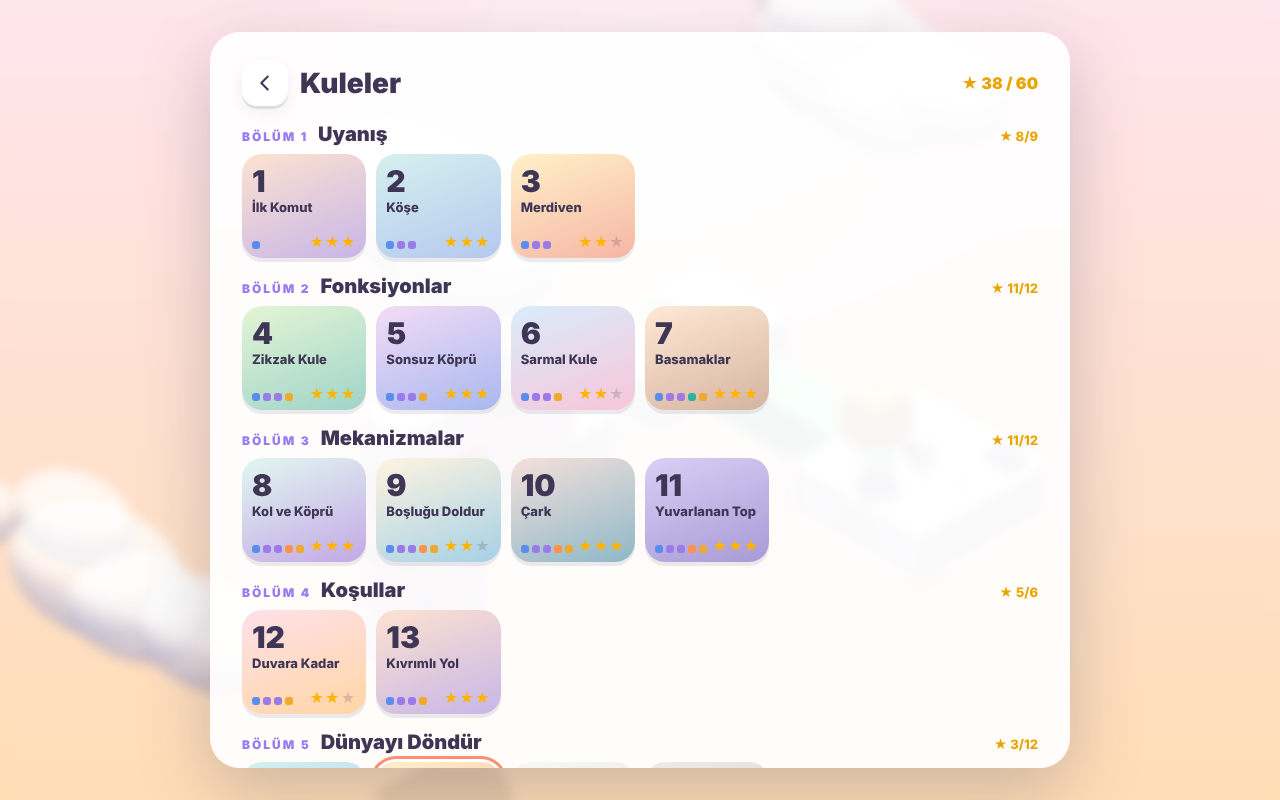 Kuleler
★ 38 / 60
BÖLÜM 1 Uyanış
★ 8/9
1
İlk Komut
2
Köşe
3
Merdiven
BÖLÜM 2 Fonksiyonlar
★ 11/12
4
Zikzak Kule
5
Sonsuz Köprü
6
Sarmal Kule
7
Basamaklar
BÖLÜM 3 Mekanizmalar
★ 11/12
8
Kol ve Köprü
9
Boşluğu Doldur
10
Çark
11
Yuvarlanan Top
BÖLÜM 4 Koşullar
★ 5/6
12
Duvara Kadar
13
Kıvrımlı Yol
BÖLÜM 5 Dünyayı Döndür
★ 3/12